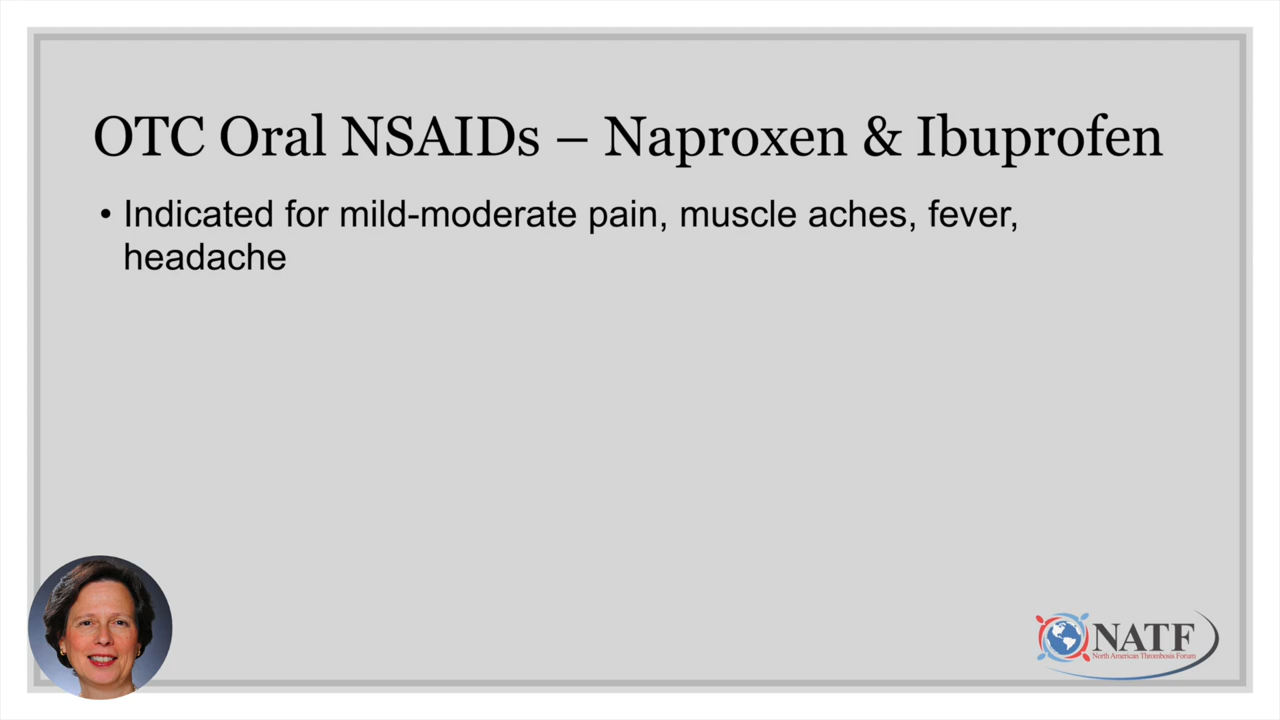 OTC Oral NSAIDs – Naproxen & Ibuprofen
• Indicated for mild-moderate pain, muscle aches, fever,
headache
NATF
North American Thrombosis Forum